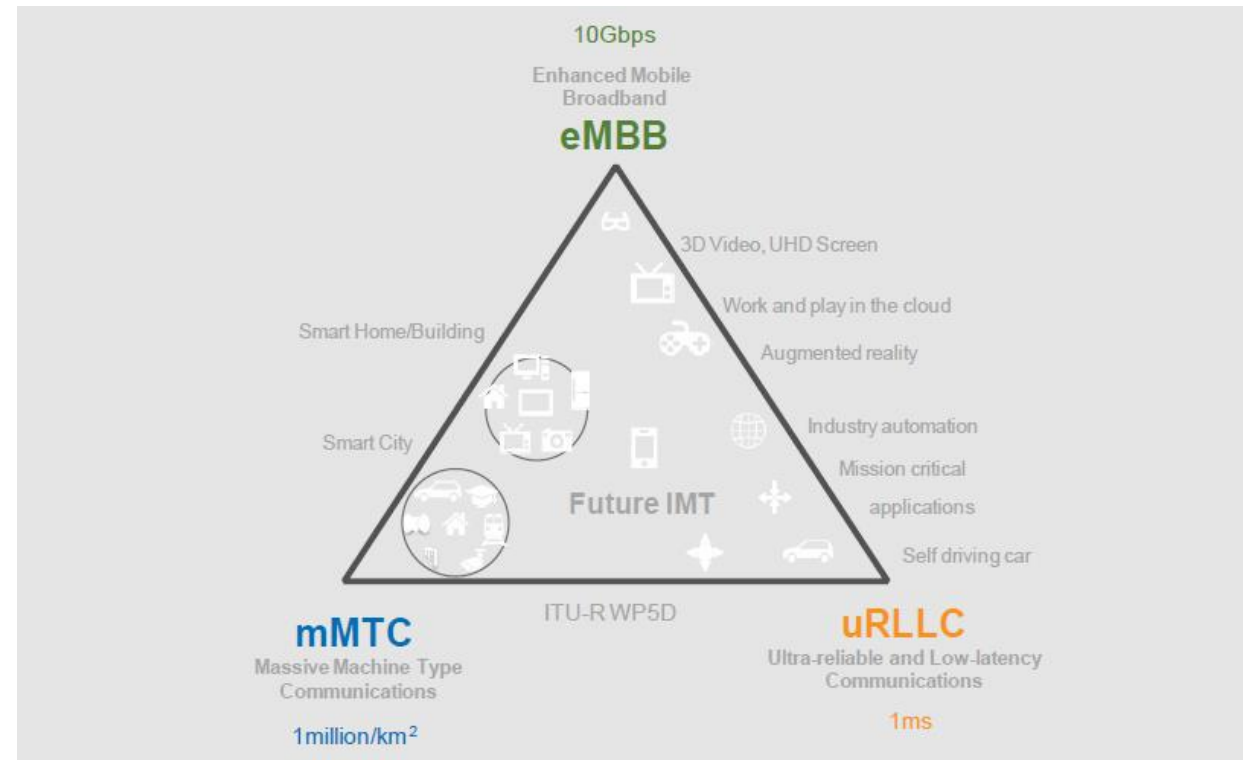 10Gbps
Enhanced Mobile
Broadband
eMBB
3D Video, UHD Screen
Work and play in the cloud
Smart Home/Building
Augmented reality
Industry automation
Smart City
Mission critical
Future IMT
applications
Self driving car
ITU-R WP5D
mMTC
Massive Machine Type
Communications
1million/km²
uRLLC
Ultra-reliable and Low-latency
Communications
1ms